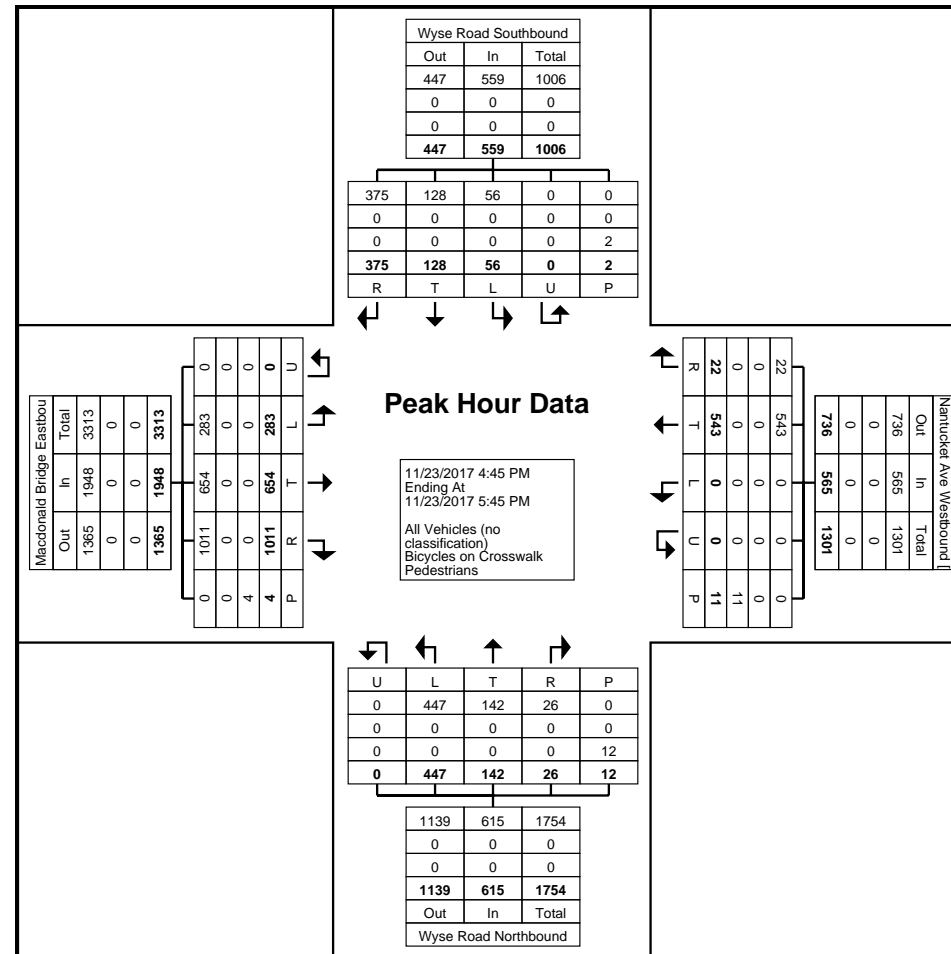 Wyse Road Southbound
Out In Total
447 559 1006
0 0 0
0 0 0
447 559 1006
375 128 56 0 0
0 0 0 0 0
0 0 0 0 2
375 128 56 0 2
R T L U P
Macdonald Bridge Eastbou
Total In Out
3313 1948 1365
0 0 0
0 0 0
3313 1948 1365
0 283 654 1011 0
0 0 0 0 0
0 0 0 0 4
0 283 654 1011 4
U L T R P
Peak Hour Data
11/23/2017 4:45 PM
Ending At
11/23/2017 5:45 PM
All Vehicles (no
classification)
Bicycles on Crosswalk
Pedestrians
R T L U P
22 543 0 0 11
0 0 0 0 11
0 0 0 0 0
22 543 0 0 0
736 565 1301
0 0 0
0 0 0
736 565 1301
Out In Total
Nantucket Ave Westbound [
U L T R P
0 447 142 26 0
0 0 0 0 0
0 0 0 0 12
0 447 142 26 12
1139 615 1754
0 0 0
0 0 0
1139 615 1754
Out In Total
Wyse Road Northbound